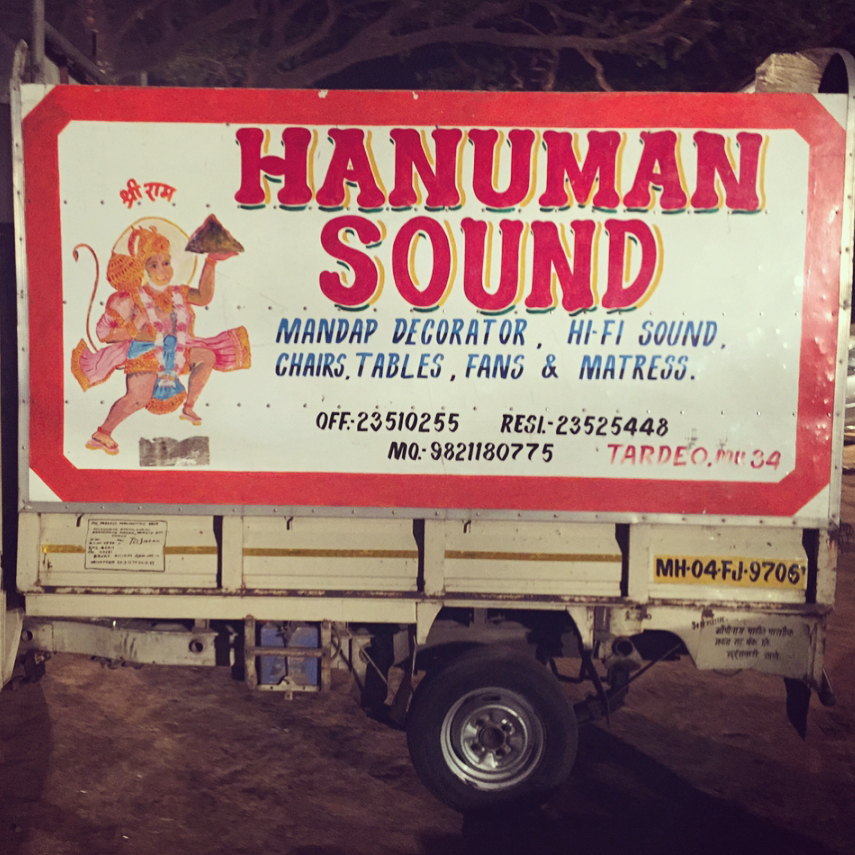 श्री राम
HANUMAN
SOUND
MANDAP DECORATOR, HI-FI SOUND,
CHAIRS, TABLES, FANS & MATRESS.
OFF:-23510255 RESI.-23525448
MO:-9821180775 TARDEO. 34
MH·04·FJ·9706